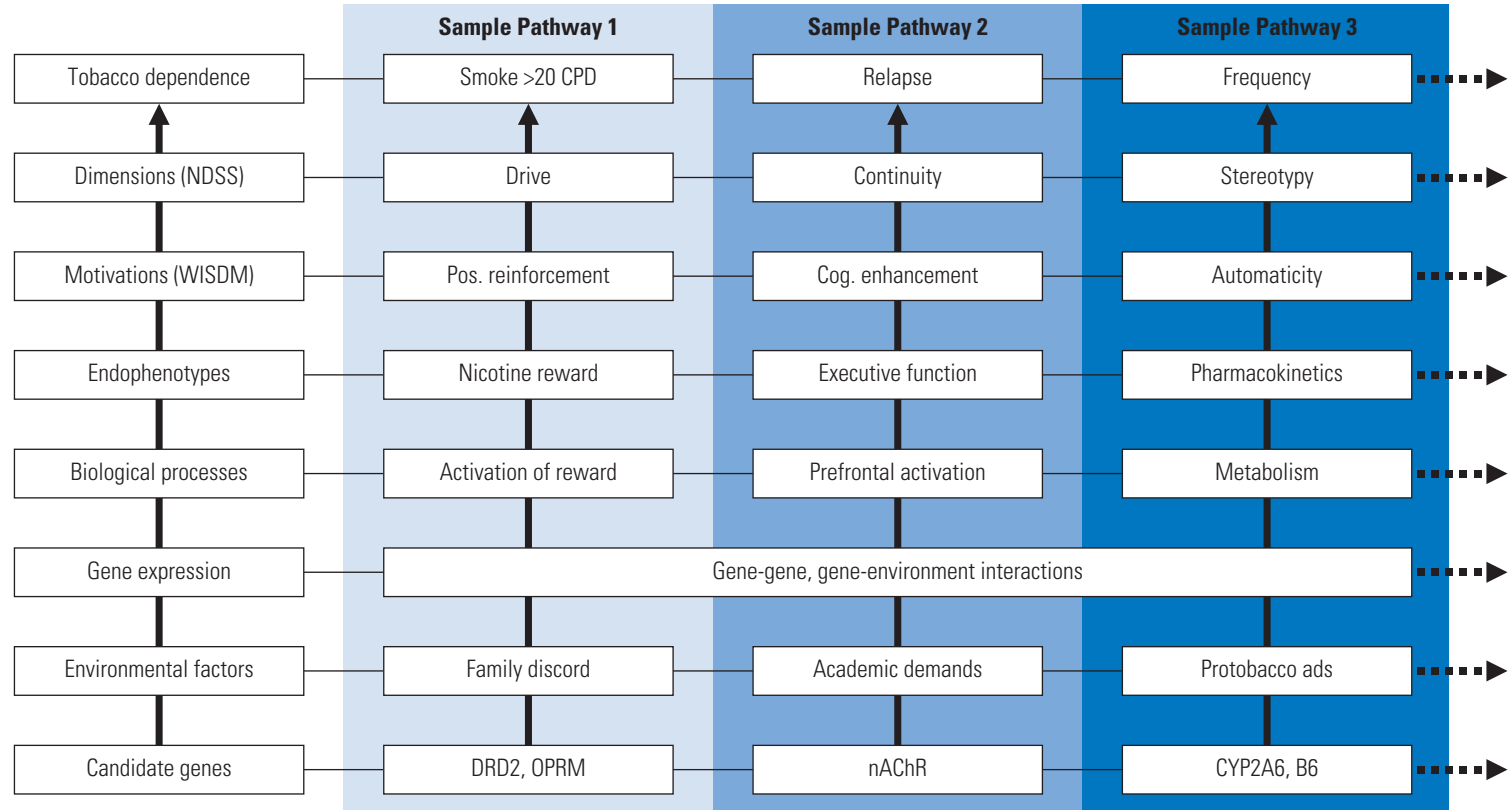 Sample Pathway 1 Sample Pathway 2 Sample Pathway 3
Tobacco dependence Smoke >20 CPD Relapse Frequency
Dimensions (NDSS) Drive Continuity Stereotypy
Motivations (WISDM) Pos. reinforcement Cog. enhancement Automaticity
Endophenotypes Nicotine reward Executive function Pharmacokinetics
Biological processes Activation of reward Prefrontal activation Metabolism
Gene expression Gene-gene, gene-environment interactions
Environmental factors Family discord Academic demands Protobacco ads
Candidate genes DRD2, OPRM nAChR CYP2A6, B6